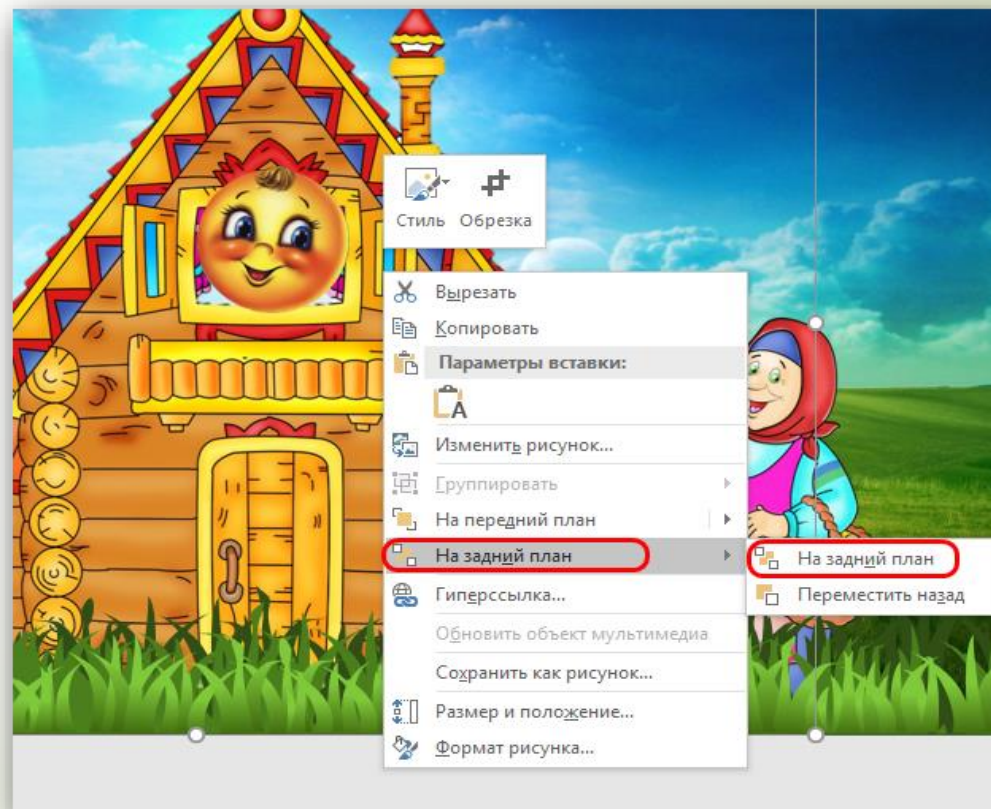 Стиль Обрезка
Вырезать
Копировать
Параметры вставки:
A
Изменить рисунок...
Группировать
На передний план
На задний план
На задний план
Переместить назад
Гиперссылка...
Обновить объект мультимедиа
Сохранить как рисунок...
Размер и положение...
Формат рисунка...